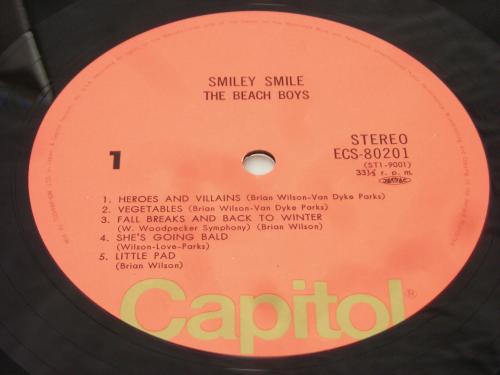 SMILEY SMILE
THE BEACH BOYS
1
STEREO
ECS-80201
(ST1-9001)
33⅓ r. p. m.
1. HEROES AND VILLAINS (Brian Wilson-Van Dyke Parks)
2. VEGETABLES (Brian Wilson-Van Dyke Parks)
3. FALL BREAKS AND BACK TO WINTER
(W. Woodpecker Symphony) (Brian Wilson)
4. SHE'S GOING BALD
(Wilson-Love-Parks)
5. LITTLE PAD
(Brian Wilson)
Capitol®